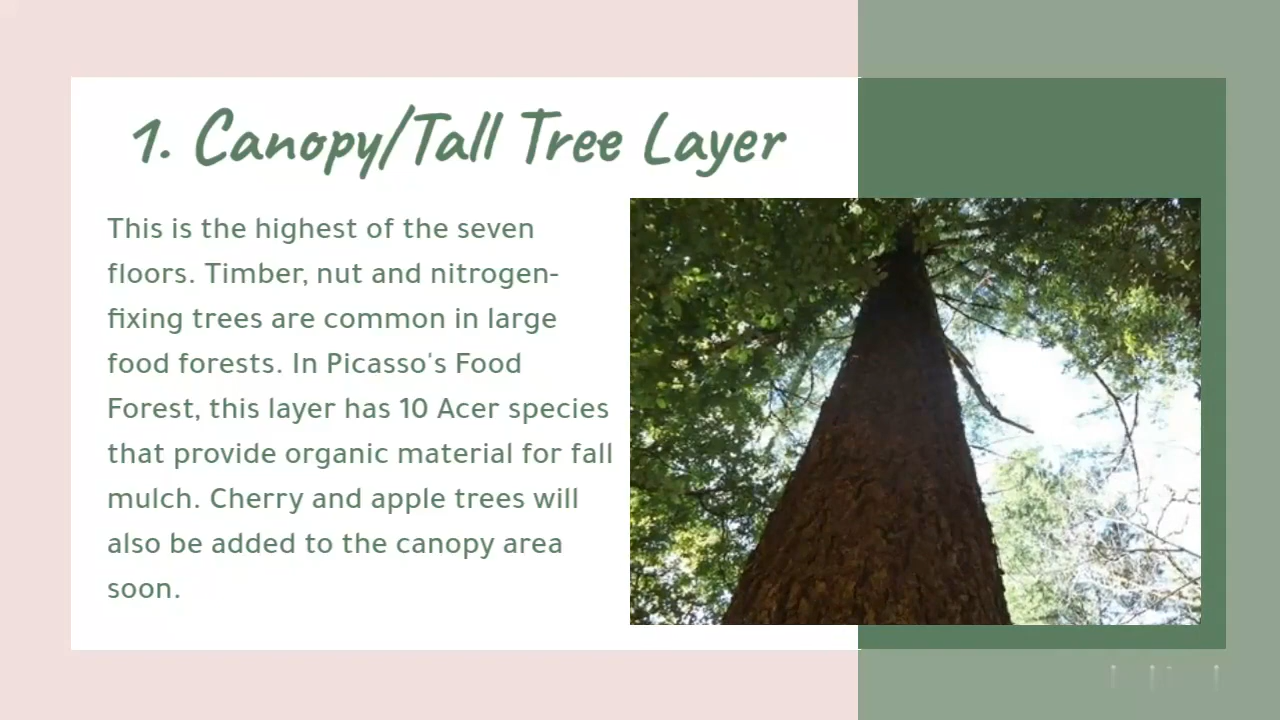 1. Canopy/Tall Tree Layer
This is the highest of the seven
floors. Timber, nut and nitrogen-
fixing trees are common in large
food forests. In Picasso's Food
Forest, this layer has 10 Acer species
that provide organic material for fall
mulch. Cherry and apple trees will
also be added to the canopy area
soon.